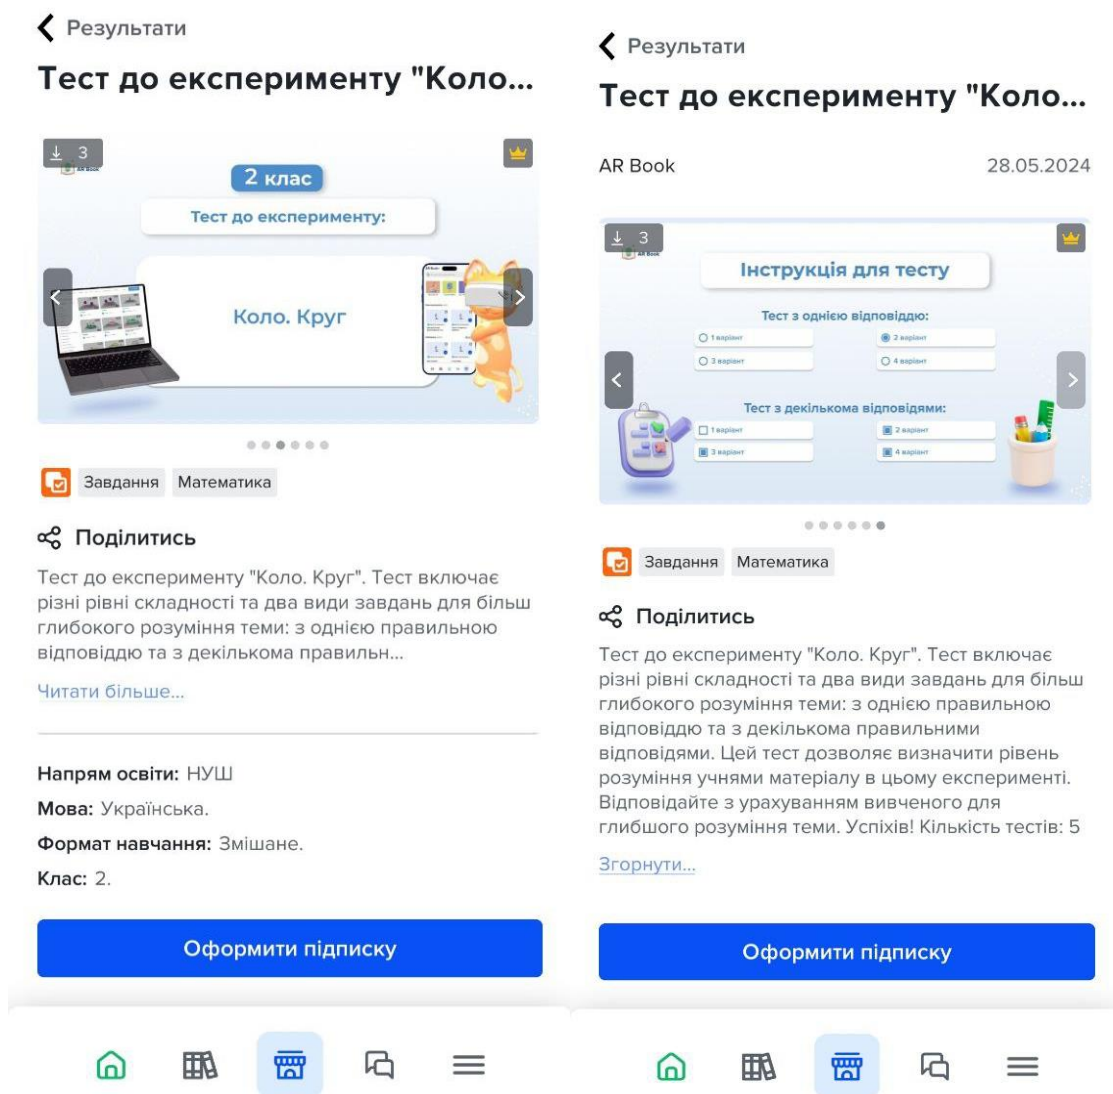 Результати
Тест до експерименту "Коло...
3
AR Book
2 клас
Тест до експерименту:
Коло. Круг
Завдання Математика
Поділитись
Тест до експерименту "Коло. Круг". Тест включає
різні рівні складності та два види завдань для більш
глибокого розуміння теми: з однією правильною
відповіддю та з декількома правильн...
Читати більше...
Напрям освіти: НУШ
Мова: Українська.
Формат навчання: Змішане.
Клас: 2.
Оформити підписку
Результати
Тест до експерименту "Коло...
AR Book 28.05.2024
3
AR Book
Інструкція для тесту
Тест з однією відповіддю:
1 варіант 2 варіант
3 варіант 4 варіант
Тест з декількома відповідями:
1 варіант 2 варіант
3 варіант 4 варіант
Завдання Математика
Поділитись
Тест до експерименту "Коло. Круг". Тест включає
різні рівні складності та два види завдань для більш
глибокого розуміння теми: з однією правильною
відповіддю та з декількома правильними
відповідями. Цей тест дозволяє визначити рівень
розуміння учнями матеріалу в цьому експерименті.
Відповідайте з урахуванням вивченого для
глибшого розуміння теми. Успіхів! Кількість тестів: 5
Згорнути...
Оформити підписку